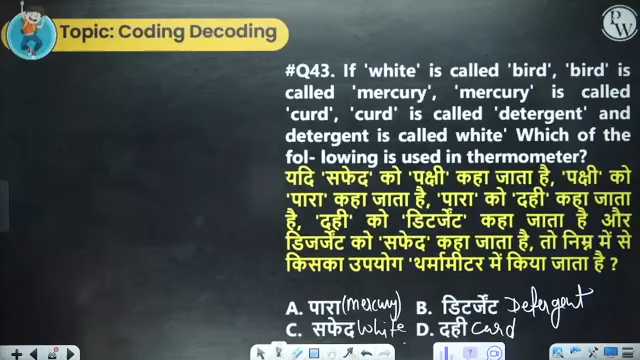 Topic: Coding Decoding
PW
#Q43. If 'white' is called 'bird', 'bird' is
called 'mercury', 'mercury' is called
'curd', 'curd' is called 'detergent' and
detergent is called white' Which of the
fol- lowing is used in thermometer?
यदि 'सफेद' को 'पक्षी' कहा जाता है, 'पक्षी' को
'पारा' कहा जाता है, 'पारा' को 'दही' कहा जाता
है, 'दही' को 'डिटर्जेंट' कहा जाता है और
डिजर्जेंट को 'सफेद' कहा जाता है, तो निम्न में से
किसका उपयोग 'थर्मामीटर में किया जाता है ?
A. पारा (mercury) B. डिटर्जेंट Detergent
C. सफेद white D. दही curd